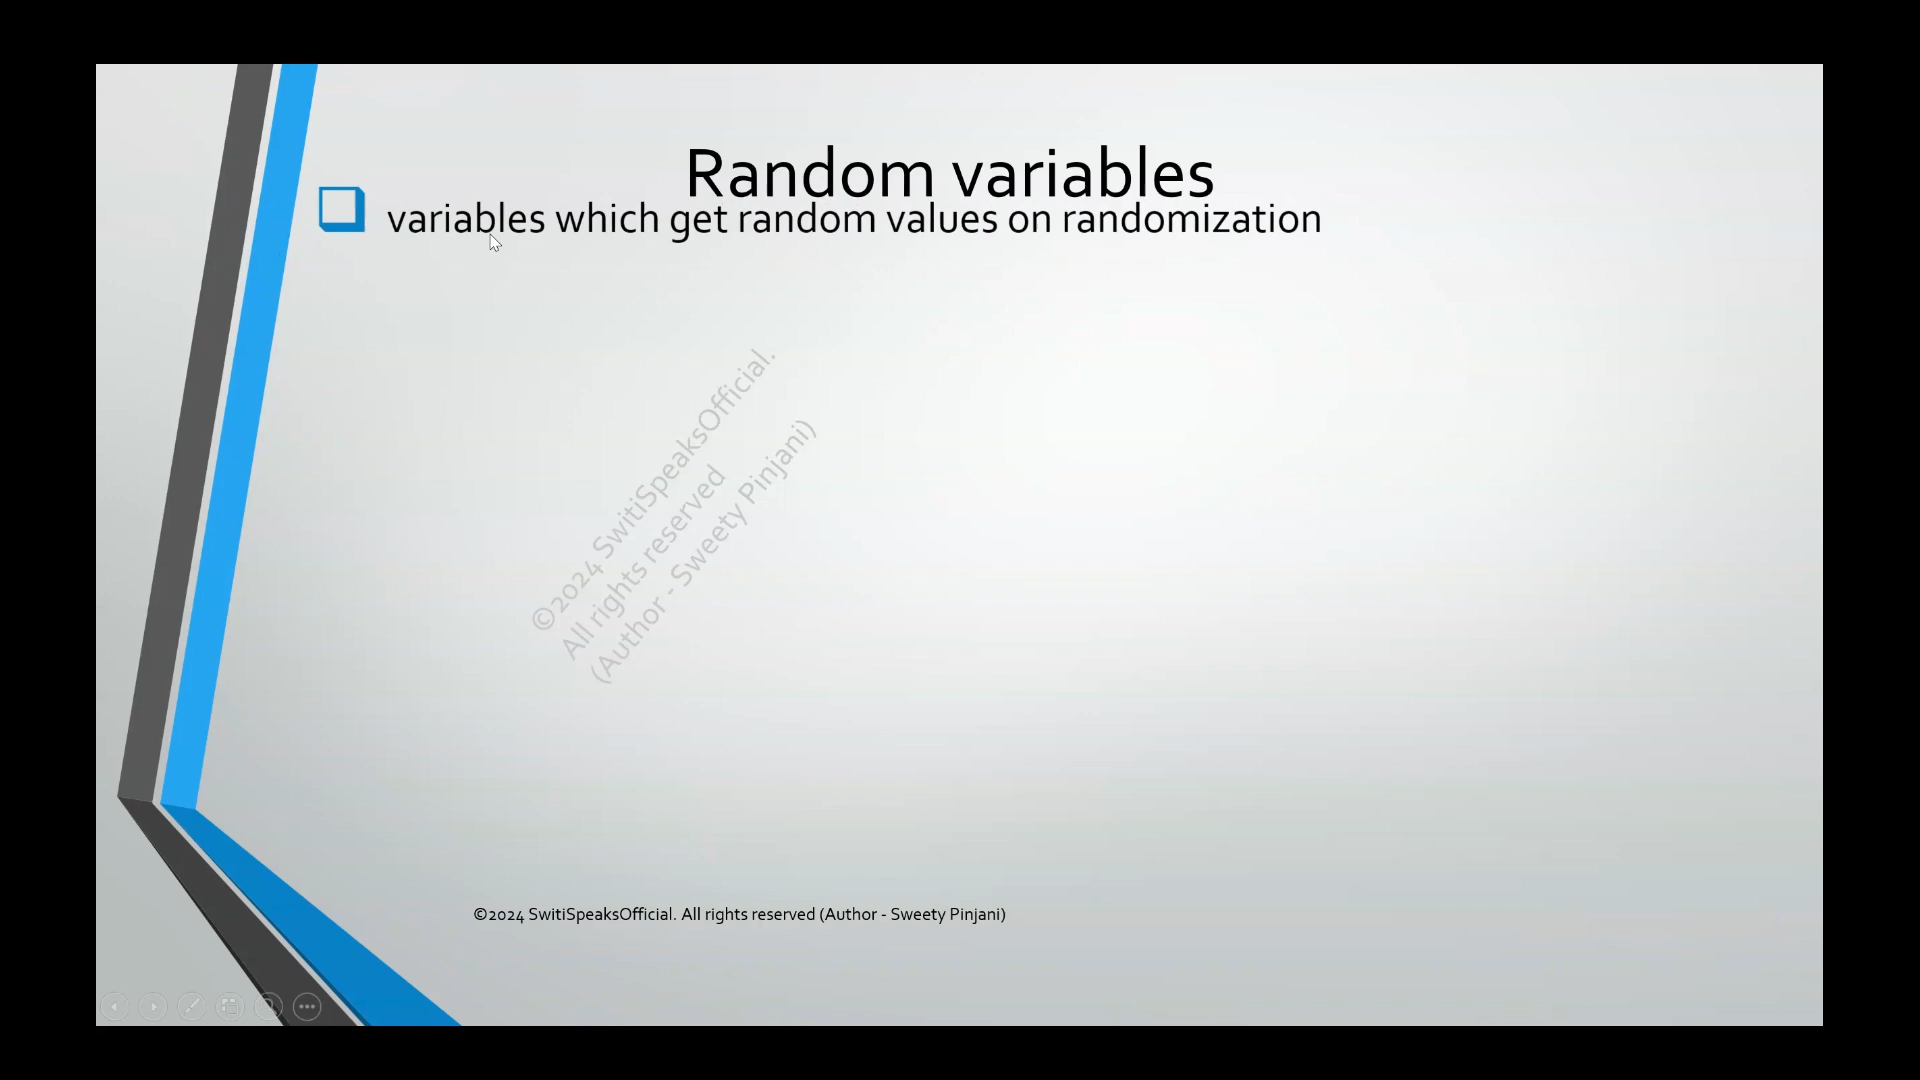 Random variables
variables which get random values on randomization
©2024 SwitiSpeaksOfficial.
All rights reserved
(Author - Sweety Pinjani)
©2024 SwitiSpeaksOfficial. All rights reserved (Author - Sweety Pinjani)